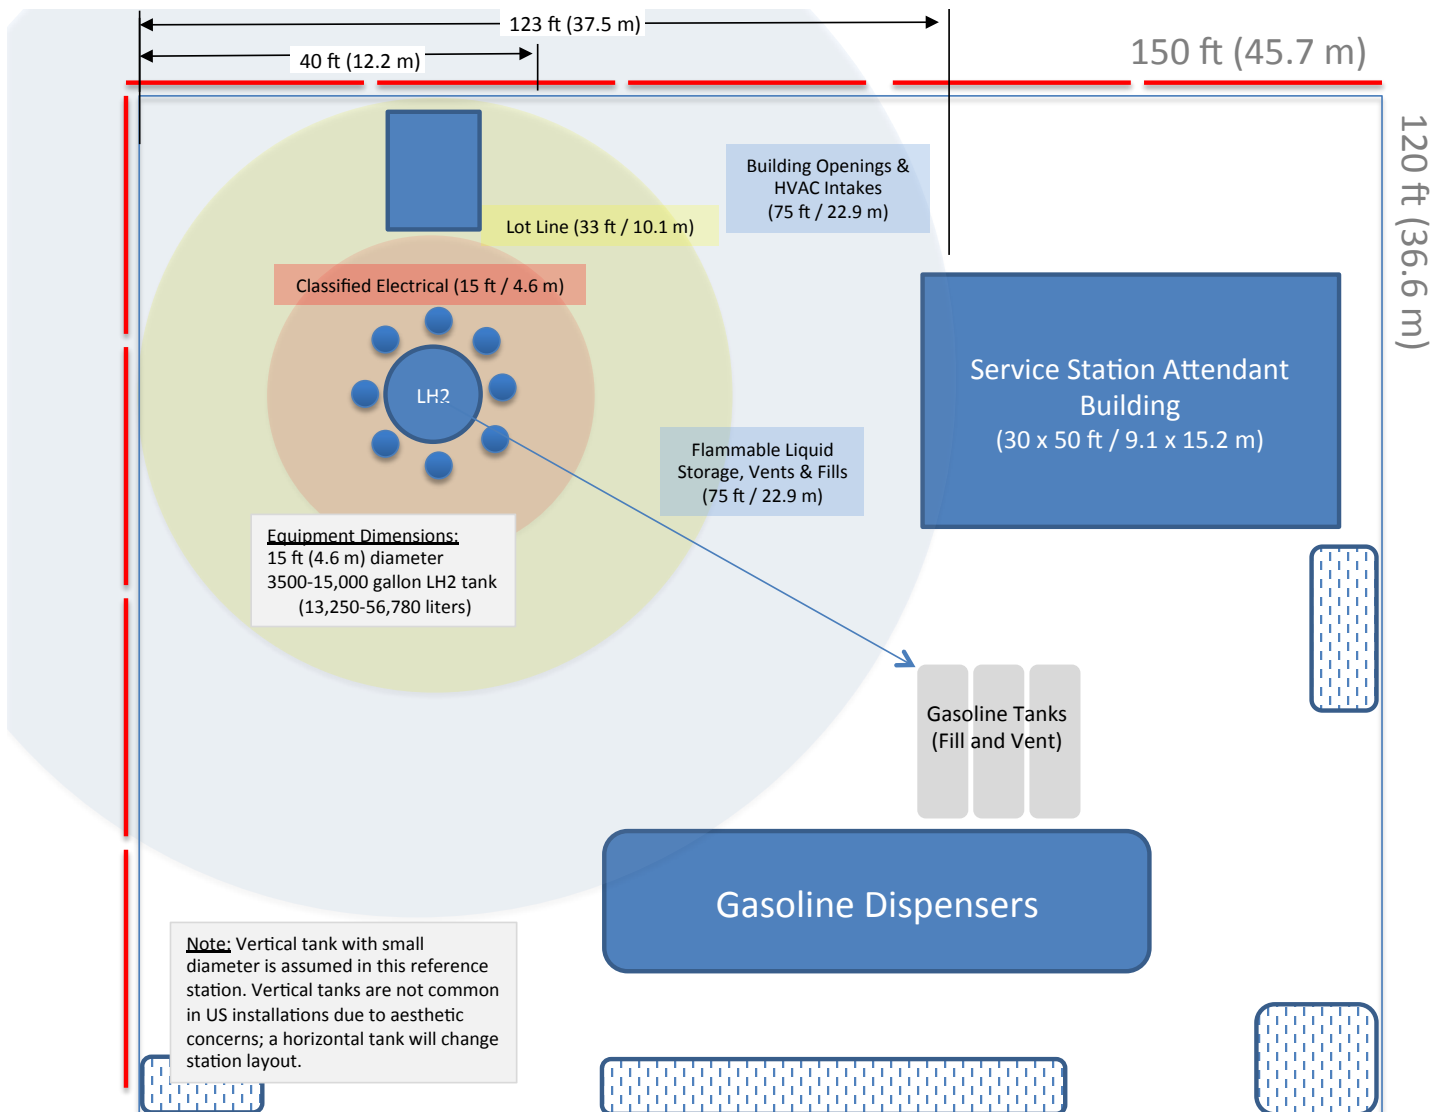 123 ft (37.5 m)
40 ft (12.2 m)
150 ft (45.7 m)
120 ft (36.6 m)
Building Openings &
HVAC Intakes
(75 ft / 22.9 m)
Lot Line (33 ft / 10.1 m)
Classified Electrical (15 ft / 4.6 m)
LH2
Service Station Attendant
Building
(30 x 50 ft / 9.1 x 15.2 m)
Flammable Liquid
Storage, Vents & Fills
(75 ft / 22.9 m)
Equipment Dimensions:
15 ft (4.6 m) diameter
3500-15,000 gallon LH2 tank
(13,250-56,780 liters)
Gasoline Tanks
(Fill and Vent)
Gasoline Dispensers
Note: Vertical tank with small
diameter is assumed in this reference
station. Vertical tanks are not common
in US installations due to aesthetic
concerns; a horizontal tank will change
station layout.